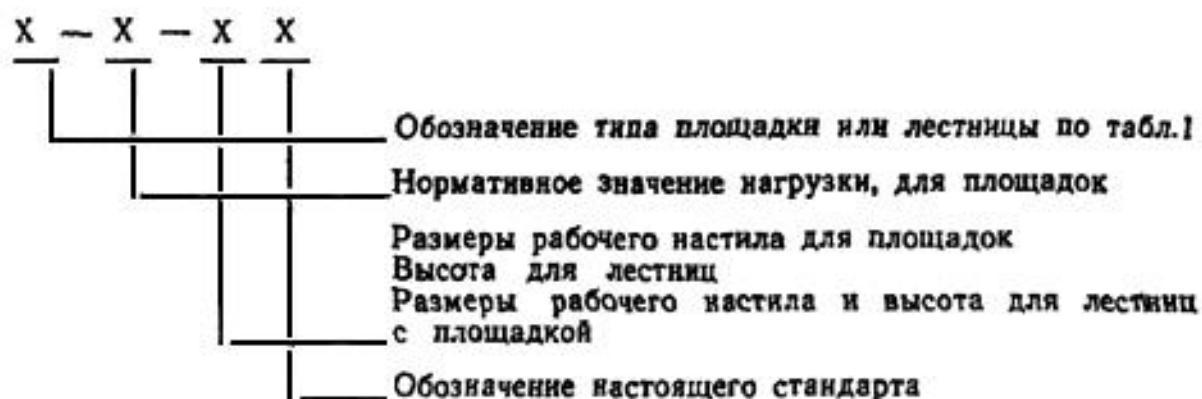 X — X — X X
Обозначение типа площадки или лестницы по табл.1
Нормативное значение нагрузки, для площадок
Размеры рабочего настила для площадок
Высота для лестниц
Размеры рабочего настила и высота для лестниц
с площадкой
Обозначение настоящего стандарта